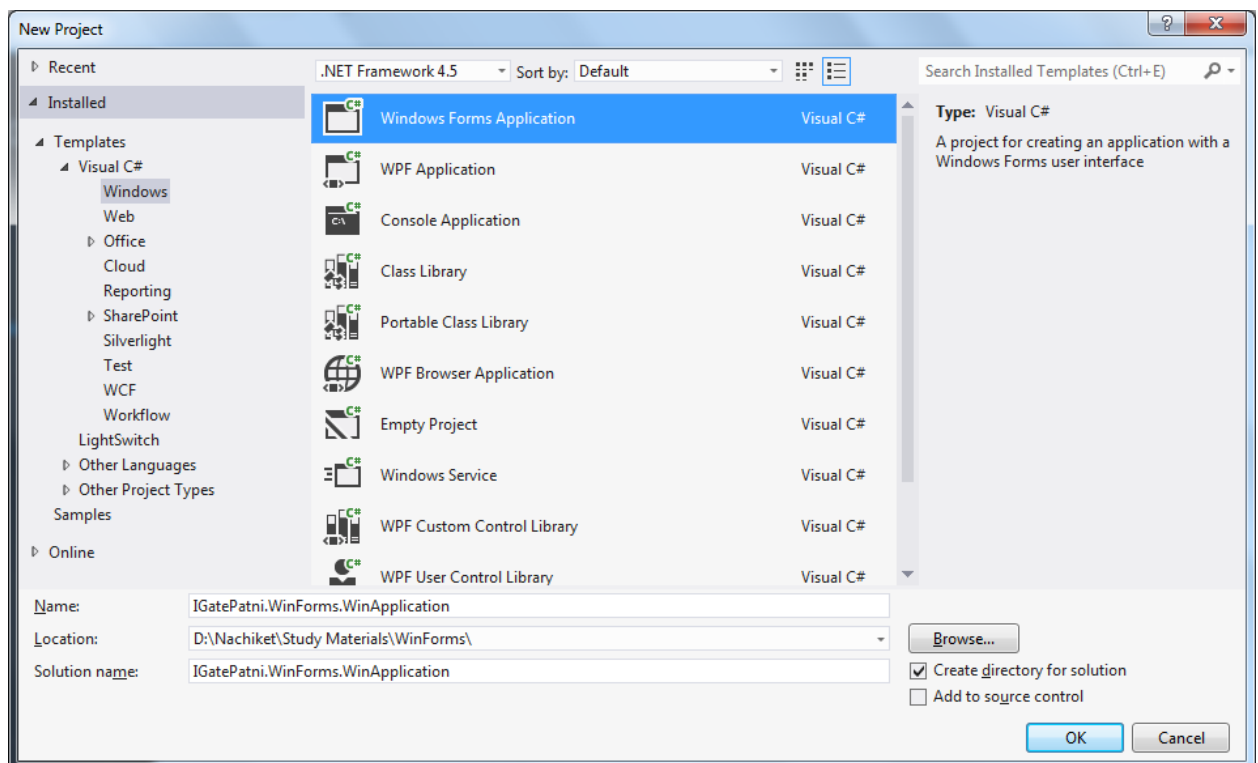 New Project
Recent
Installed
Templates
Visual C#
Windows
Web
Office
Cloud
Reporting
SharePoint
Silverlight
Test
WCF
Workflow
LightSwitch
Other Languages
Other Project Types
Samples
Online
.NET Framework 4.5 Sort by: Default
Windows Forms Application Visual C#
WPF Application Visual C#
Console Application Visual C#
Class Library Visual C#
Portable Class Library Visual C#
WPF Browser Application Visual C#
Empty Project Visual C#
Windows Service Visual C#
WPF Custom Control Library Visual C#
WPF User Control Library Visual C#
Search Installed Templates (Ctrl+E)
Type: Visual C#
A project for creating an application with a
Windows Forms user interface
Name: IGatePatni.WinForms.WinApplication
Location: D:\Nachiket\Study Materials\WinForms\ Browse...
Solution name: IGatePatni.WinForms.WinApplication
Create directory for solution
Add to source control
OK Cancel